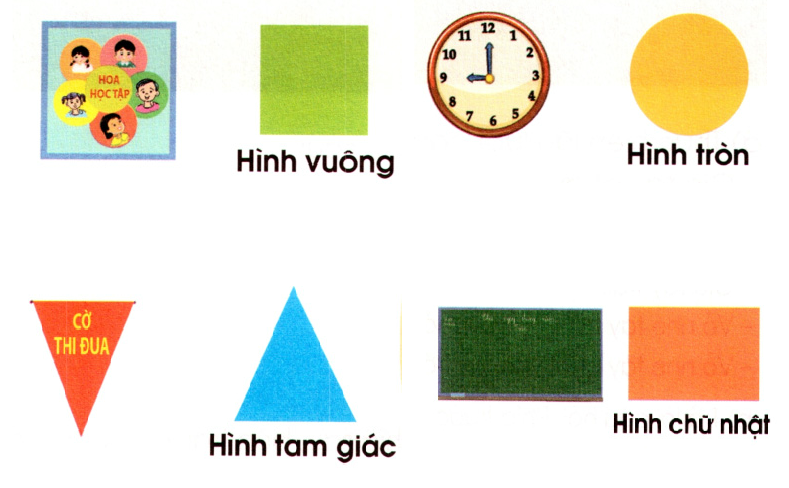 HOA
HỌC TẬP
Hình vuông
12
11
1
10
2
9
3
8
4
7
5
6
Hình tròn
CỜ
THI ĐUA
Hình tam giác
Hình chữ nhật